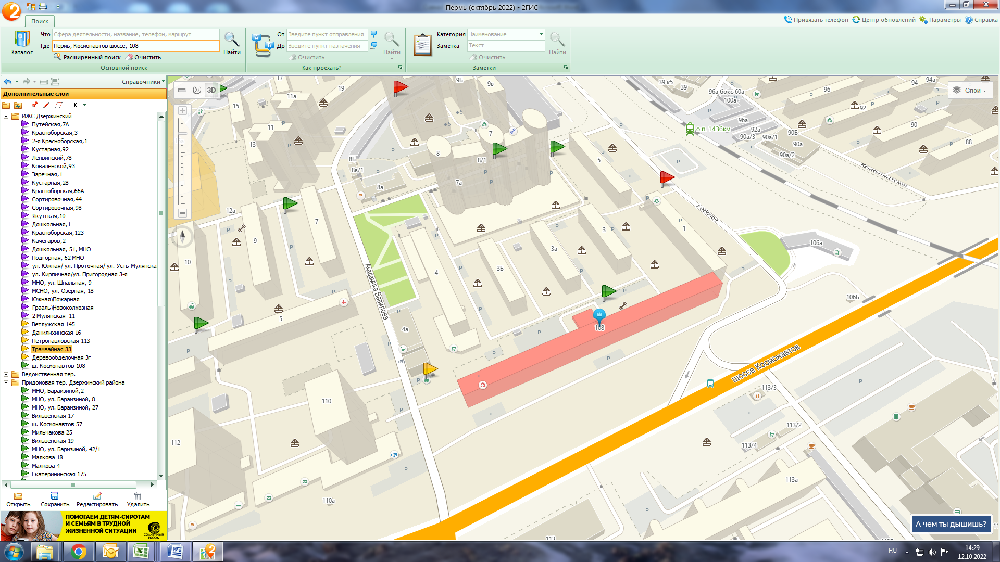 Пермь (октябрь 2022) - 2ГИС
Поиск
Привязать телефон
Центр обновлений
Параметры
Справка
Каталог
Что
Сфера деятельности, название, телефон, маршрут
Где
Пермь, Космонавтов шоссе, 108
Расширенный поиск
Очистить
Найти
Основной поиск
От
Введите пункт отправления
До
Введите пункт назначения
Очистить
Найти
Как проехать?
Категория
Наименование
Заметка
Текст
Очистить
Найти
Заметки
Справочники
Дополнительные слои
ИЖС Дзержинский
Путейская,7А
Красноборская,3
2-я Красноборская,1
Кустарная,92
Ленвинский,78
Ковалевской,93
Заречная,1
Кустарная,28
Красноборская,66А
Сортировочная,44
Сортировочная,98
Якутская,10
Дошкольная,1
Красноборская,123
Качегаров,2
Дошкольная, 51, МНО
Подгорная, 62 МНО
ул. Южная/ ул. Проточная/ ул. Усть-Мулянска
ул. Кирпичная/ул. Пригородная 3-я
МНО, ул. Шпальная, 9
МСНО, ул. Озерная, 18
Южная\Пожарная
Грааль\Новоколхозная
2 Мулянская 11
Ветлужская 145
Данилихинская 16
Петропавловская 113
Трамвайная 33
Деревообделочная 3г
ш. Космонавтов 108
Ведомственная тер.
Придомовая тер. Дзержинский района
МНО, Барамзиной,2
МНО, ул. Барамзиной, 8
МНО, ул. Барамзиной, 27
Вильвенская 17
ш. Космонавтов 57
Мильчакова 25
Вильвенская 19
МНО, ул. Бармзиной, 42/1
Малкова 18
Малкова 4
Екатерининская 175
Открыть
Сохранить
Редактировать
Удалить
ПОМОГАЕМ ДЕТЯМ-СИРОТАМ
И СЕМЬЯМ В ТРУДНОЙ
ЖИЗНЕННОЙ СИТУАЦИИ
СОЛНЕЧНЫЙ
ГОРОД
3D
Слои
17
19
9Б
9в
39 к5
39
96а бокс 60а
100а
96
94
94а
15
11а
92
11
13
7
о.п. 1436км
96а
92а
90а/3
90а/1
90Б
90а
90
88
90а/2
8
8/1
8Б
8в/1
8а
7а
5
Кронштадтская
Рабочая
12а
7
9
10
3
1
3а
3Б
4
106а
106Б
Академика Вавилова
5
4а
108
шоссе Космонавтов
110
112
113/3
113/2
113/4
113а
110а
113
А чем ты дышишь?
RU
14:29
12.10.2022